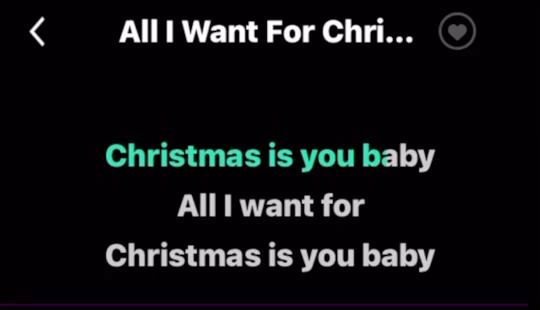 All I Want For Chri...
Christmas is you baby
All I want for
Christmas is you baby